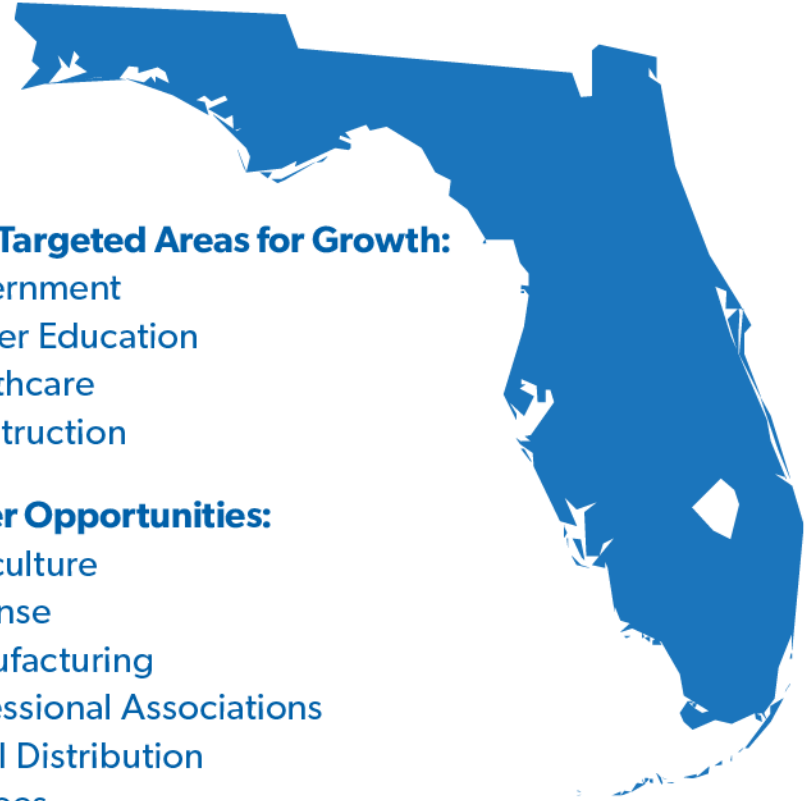 Targeted Areas for Growth:
ernment
er Education
thcare
truction
er Opportunities:
culture
nse
ufacturing
essional Associations
l Distribution